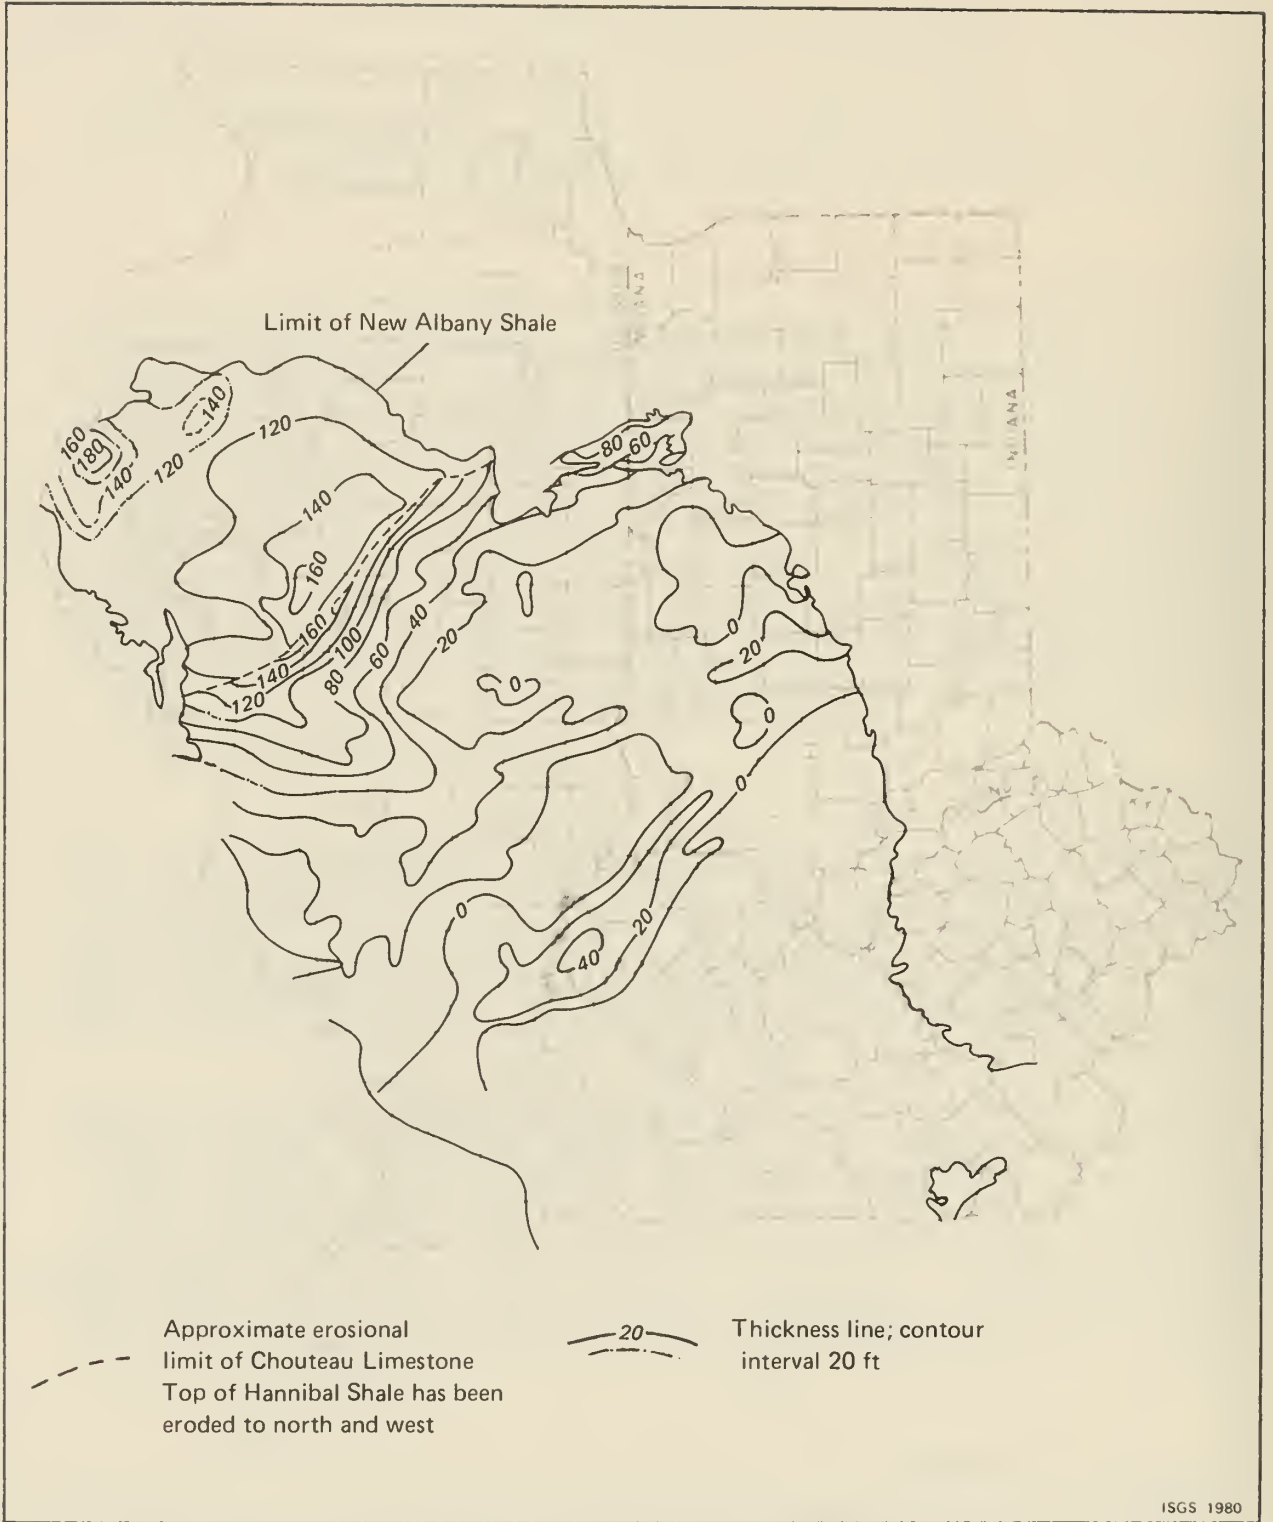 Limit of New Albany Shale
INDIANA
INDIANA
140
120
160
180
140
120
140
160
160
140
120
100
80
60
40
20
80
60
0
0
20
0
0
0
20
40
Approximate erosional
limit of Chouteau Limestone
Top of Hannibal Shale has been
eroded to north and west
20
Thickness line; contour
interval 20 ft
ISGS 1980